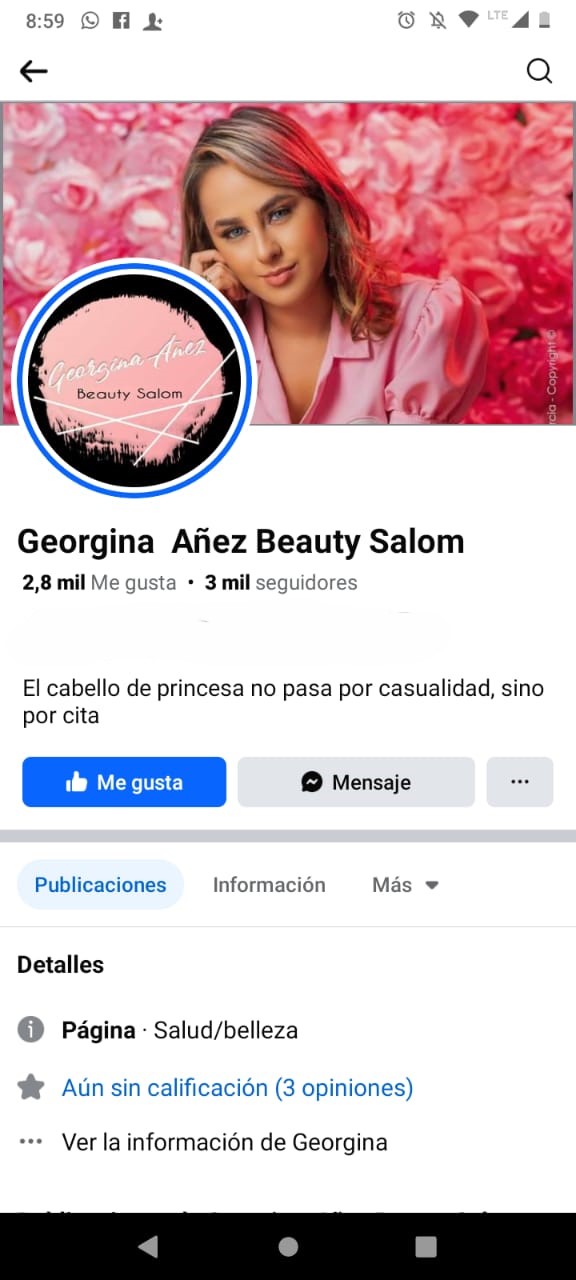 8:59
LTE
rcia - Copyright ©
Georgina Añez
Beauty Salom
Georgina Añez Beauty Salom
2,8 mil Me gusta • 3 mil seguidores
El cabello de princesa no pasa por casualidad, sino
por cita
Me gusta
Mensaje
Publicaciones
Información
Más
Detalles
Página · Salud/belleza
Aún sin calificación (3 opiniones)
Ver la información de Georgina